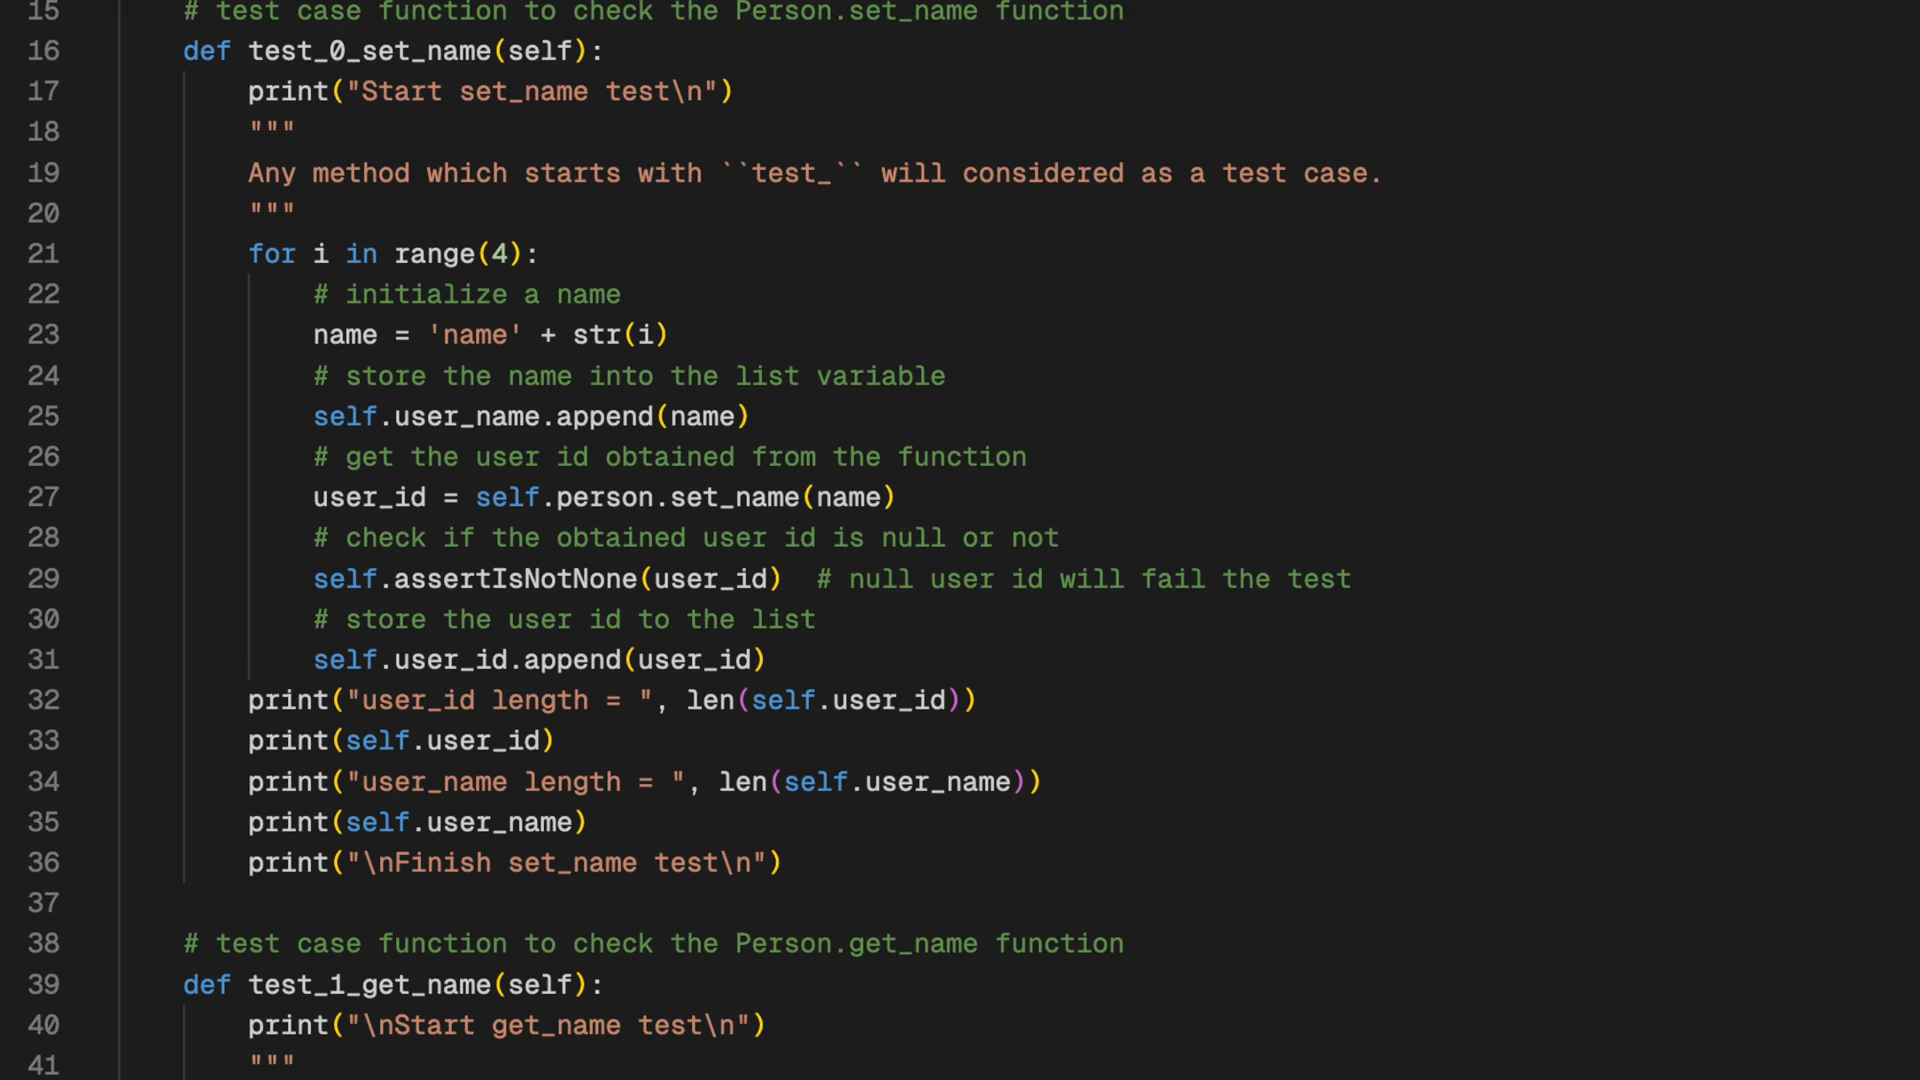 15 # test case function to check the Person.set_name function
16 def test_0_set_name(self):
17 print("Start set_name test\n")
18 """
19 Any method which starts with ``test_`` will considered as a test case.
20 """
21 for i in range(4):
22 # initialize a name
23 name = 'name' + str(i)
24 # store the name into the list variable
25 self.user_name.append(name)
26 # get the user id obtained from the function
27 user_id = self.person.set_name(name)
28 # check if the obtained user id is null or not
29 self.assertIsNotNone(user_id)  # null user id will fail the test
30 # store the user id to the list
31 self.user_id.append(user_id)
32 print("user_id length = ", len(self.user_id))
33 print(self.user_id)
34 print("user_name length = ", len(self.user_name))
35 print(self.user_name)
36 print("\nFinish set_name test\n")
37
38 # test case function to check the Person.get_name function
39 def test_1_get_name(self):
40 print("\nStart get_name test\n")
41 """